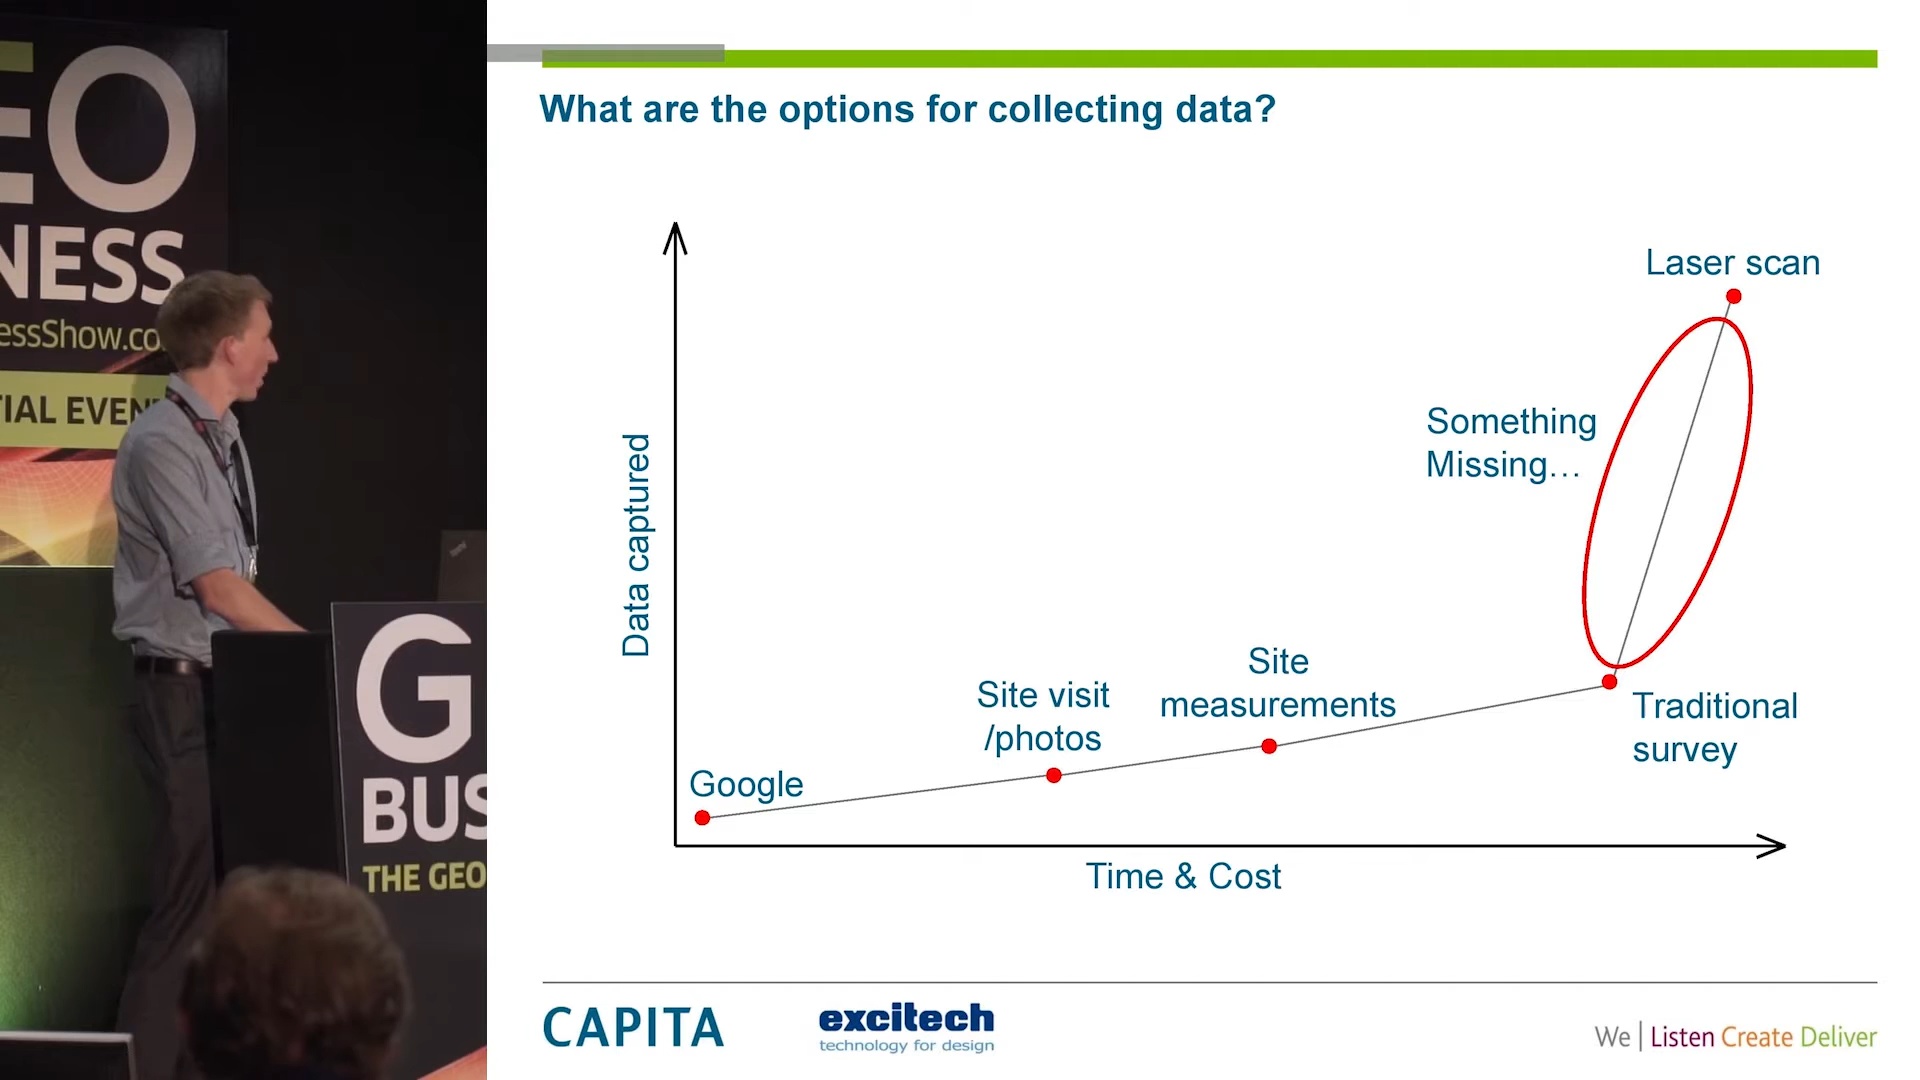 EO
NESS
essShow.co
TIAL EVEN
G
BUS
THE GEO
What are the options for collecting data?
Data captured
Laser scan
Something
Missing…
Site
measurements
Site visit
/photos
Traditional
survey
Google
Time & Cost
CAPITA
excitech
technology for design
We | Listen Create Deliver